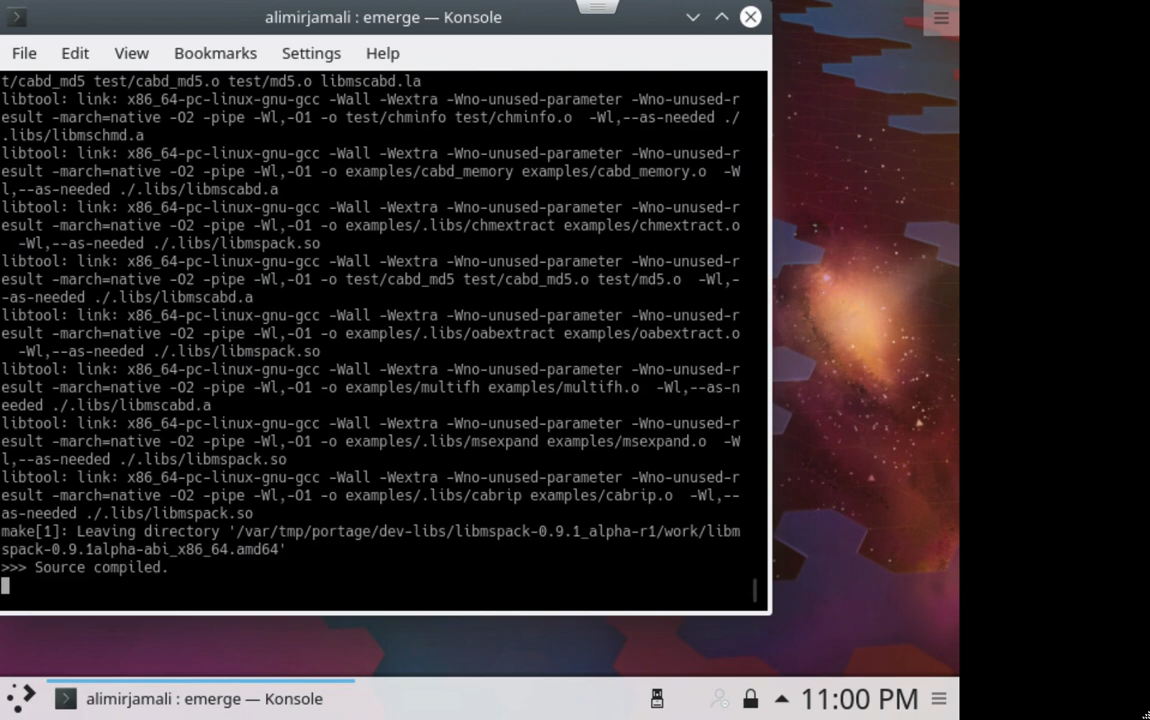 alimirjamali : emerge — Konsole
File Edit View Bookmarks Settings Help
t/cabd_md5 test/cabd_md5.o test/md5.o libmscabd.la
libtool: link: x86_64-pc-linux-gnu-gcc -Wall -Wextra -Wno-unused-parameter -Wno-unused-r
esult -march=native -O2 -pipe -Wl,-O1 -o test/chminfo test/chminfo.o  -Wl,--as-needed ./
.libs/libmschmd.a
libtool: link: x86_64-pc-linux-gnu-gcc -Wall -Wextra -Wno-unused-parameter -Wno-unused-r
esult -march=native -O2 -pipe -Wl,-O1 -o examples/cabd_memory examples/cabd_memory.o  -W
l,--as-needed ./.libs/libmscabd.a
libtool: link: x86_64-pc-linux-gnu-gcc -Wall -Wextra -Wno-unused-parameter -Wno-unused-r
esult -march=native -O2 -pipe -Wl,-O1 -o examples/.libs/chmextract examples/chmextract.o
  -Wl,--as-needed ./.libs/libmspack.so
libtool: link: x86_64-pc-linux-gnu-gcc -Wall -Wextra -Wno-unused-parameter -Wno-unused-r
esult -march=native -O2 -pipe -Wl,-O1 -o test/cabd_md5 test/cabd_md5.o test/md5.o  -Wl,-
-as-needed ./.libs/libmscabd.a
libtool: link: x86_64-pc-linux-gnu-gcc -Wall -Wextra -Wno-unused-parameter -Wno-unused-r
esult -march=native -O2 -pipe -Wl,-O1 -o examples/.libs/oabextract examples/oabextract.o
  -Wl,--as-needed ./.libs/libmspack.so
libtool: link: x86_64-pc-linux-gnu-gcc -Wall -Wextra -Wno-unused-parameter -Wno-unused-r
esult -march=native -O2 -pipe -Wl,-O1 -o examples/multifh examples/multifh.o  -Wl,--as-n
eeded ./.libs/libmscabd.a
libtool: link: x86_64-pc-linux-gnu-gcc -Wall -Wextra -Wno-unused-parameter -Wno-unused-r
esult -march=native -O2 -pipe -Wl,-O1 -o examples/.libs/msexpand examples/msexpand.o  -W
l,--as-needed ./.libs/libmspack.so
libtool: link: x86_64-pc-linux-gnu-gcc -Wall -Wextra -Wno-unused-parameter -Wno-unused-r
esult -march=native -O2 -pipe -Wl,-O1 -o examples/.libs/cabrip examples/cabrip.o  -Wl,--
as-needed ./.libs/libmspack.so
make[1]: Leaving directory '/var/tmp/portage/dev-libs/libmspack-0.9.1_alpha-r1/work/libm
spack-0.9.1alpha-abi_x86_64.amd64'
>>> Source compiled.
alimirjamali : emerge — Konsole
11:00 PM